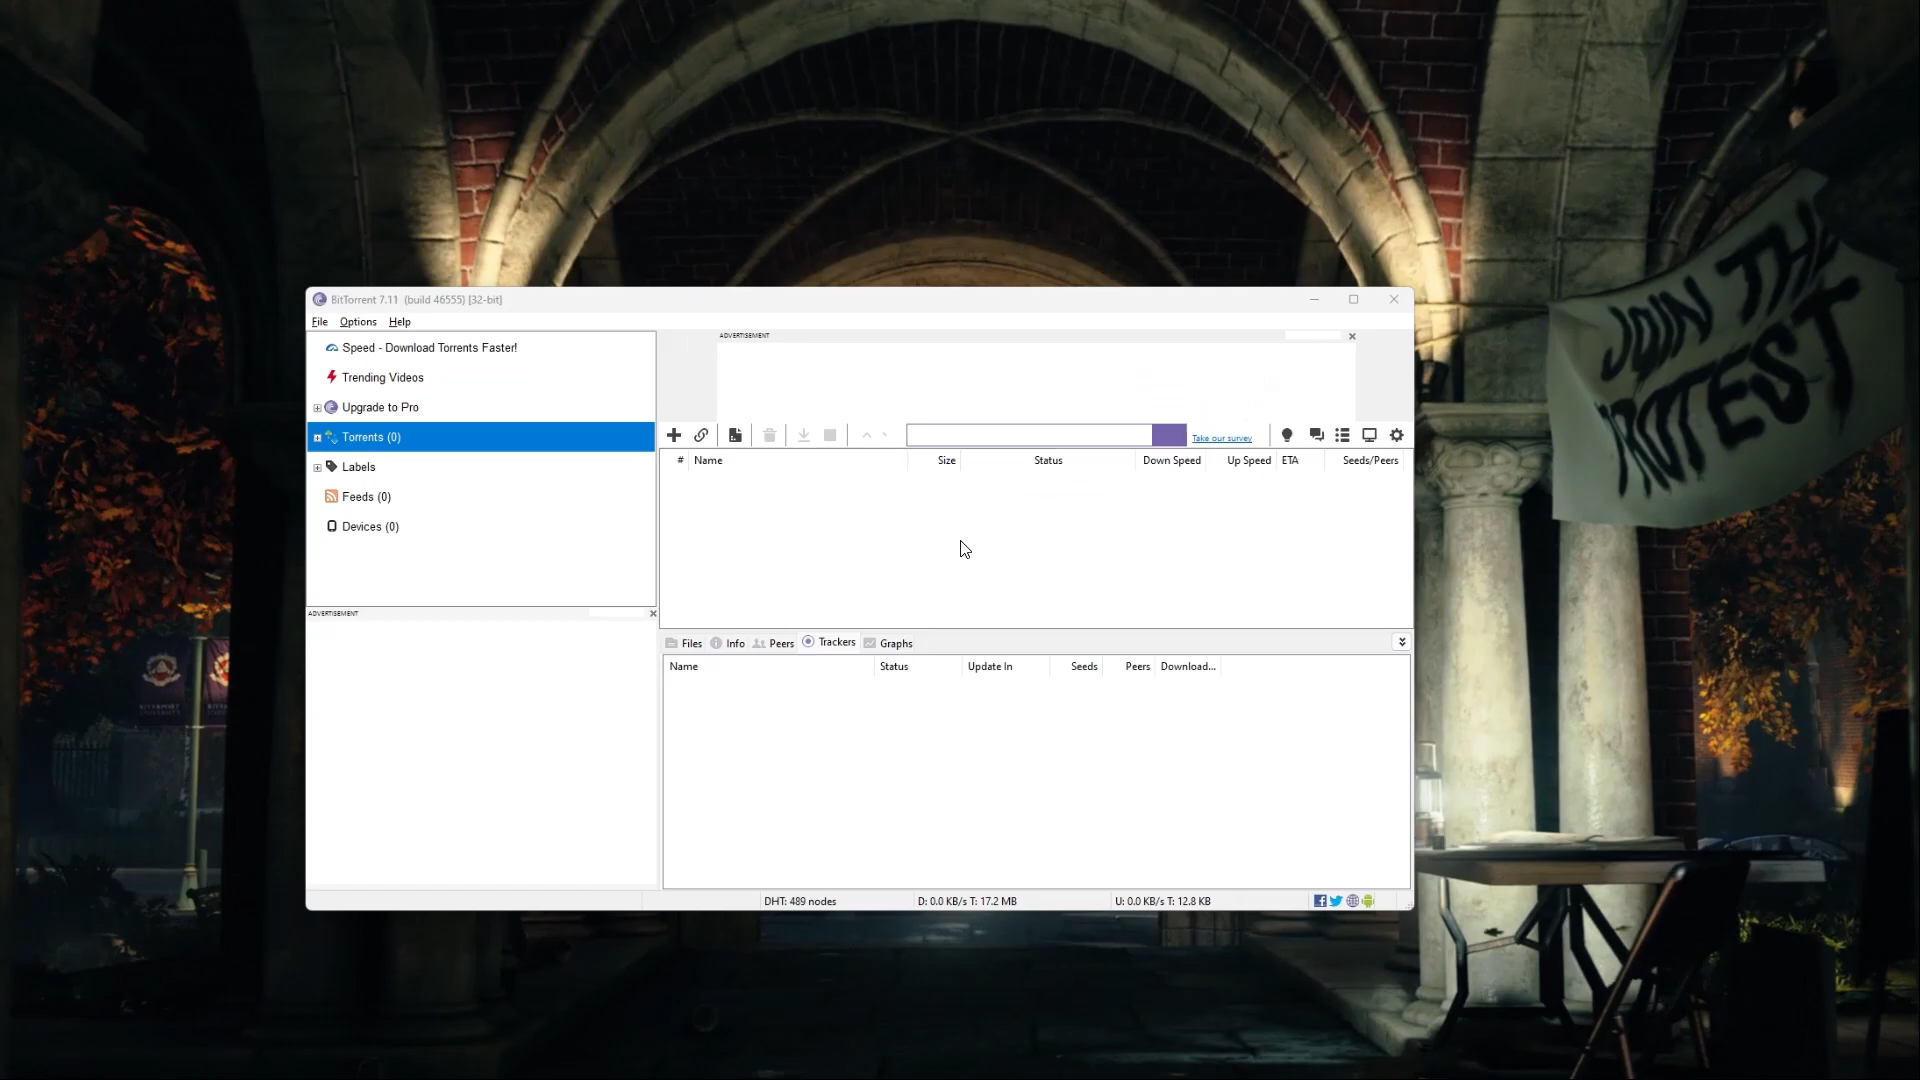 BitTorrent 7.11 (build 46555) [32-bit]
File Options Help
Speed - Download Torrents Faster!
Trending Videos
Upgrade to Pro
Torrents (0)
Labels
Feeds (0)
Devices (0)
ADVERTISEMENT
ADVERTISEMENT
Take our survey
# Name Size Status Down Speed Up Speed ETA Seeds/Peers
Files Info Peers Trackers Graphs
Name Status Update In Seeds Peers Download...
DHT: 489 nodes D: 0.0 KB/s T: 17.2 MB U: 0.0 KB/s T: 12.8 KB
JOIN THE
PROTEST
RIVERPORT
UNIVERSITY